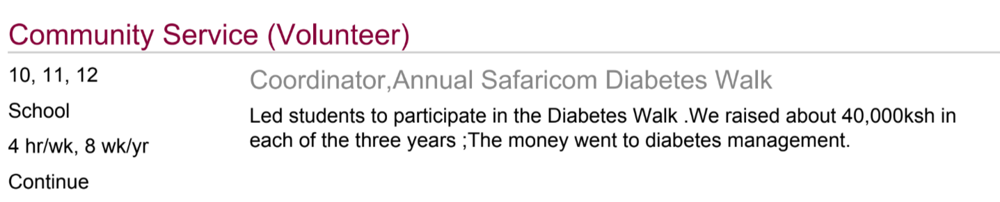 Community Service (Volunteer)
10, 11, 12
School
4 hr/wk, 8 wk/yr
Continue
Coordinator,Annual Safaricom Diabetes Walk
Led students to participate in the Diabetes Walk .We raised about 40,000ksh in
each of the three years ;The money went to diabetes management.